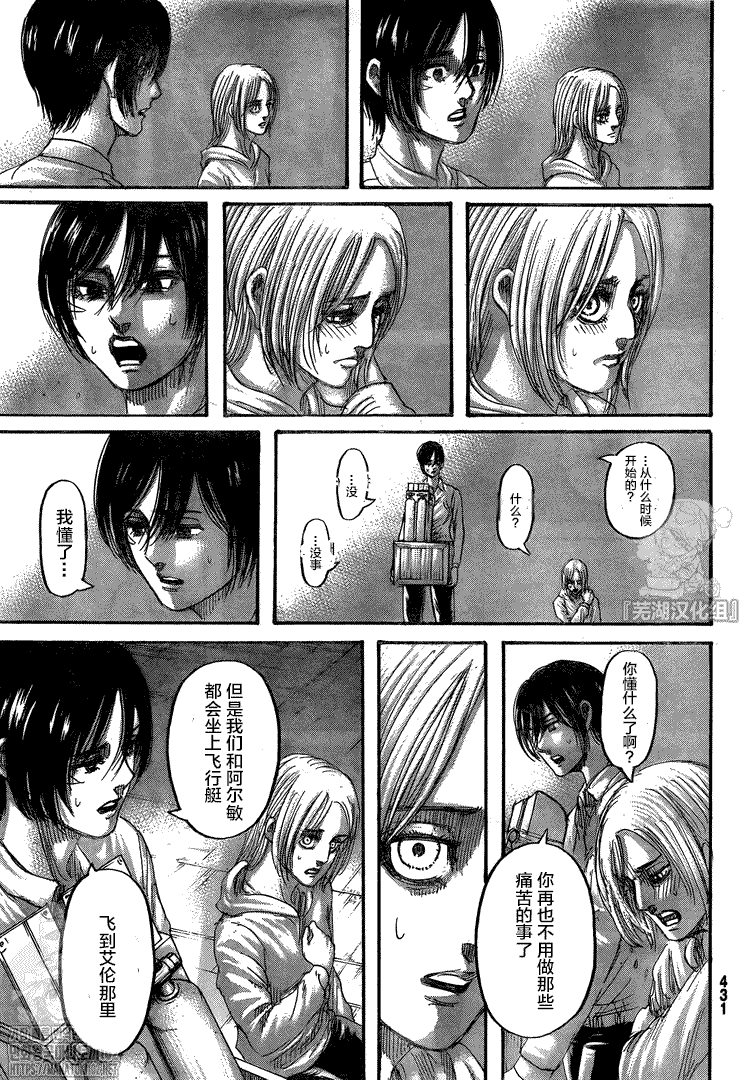 …从什么时候
开始的？
什么？
…没
…没事
我懂了…
『芜湖汉化组』
你懂什么了啊？
你再也不用做那些
痛苦的事了
但是我们和阿尔敏
都会坐上飞行艇
飞到艾伦那里
431